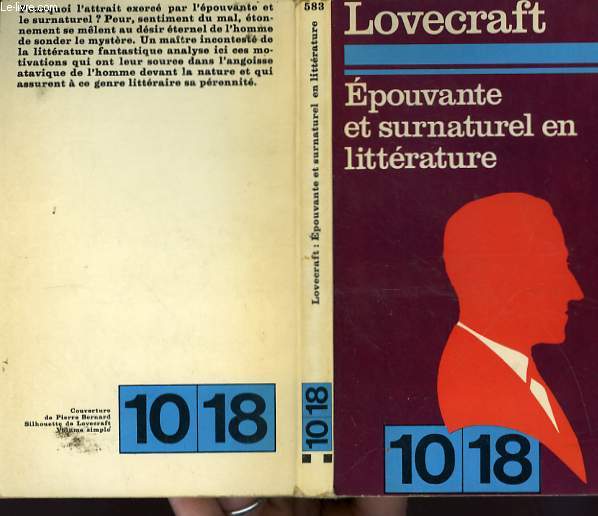 uoi l'attrait exercé par l'épouvante et
le surnaturel ? Peur, sentiment du mal, éton-
nement se mêlent au désir éternel de l'homme
de sonder le mystère. Un maître incontesté de
la littérature fantastique analyse ici ces mo-
tivations qui ont leur source dans l'angoisse
atavique de l'homme devant la nature et qui
assurent à ce genre littéraire sa pérennité.
Couverture
de Pierre Bernard
Silhouette de Lovecraft
Volume simple
10 18
583
Lovecraft : Épouvante et surnaturel en littérature
10 18
Lovecraft
Épouvante
et surnaturel en
littérature
10 18
Le-livre.com